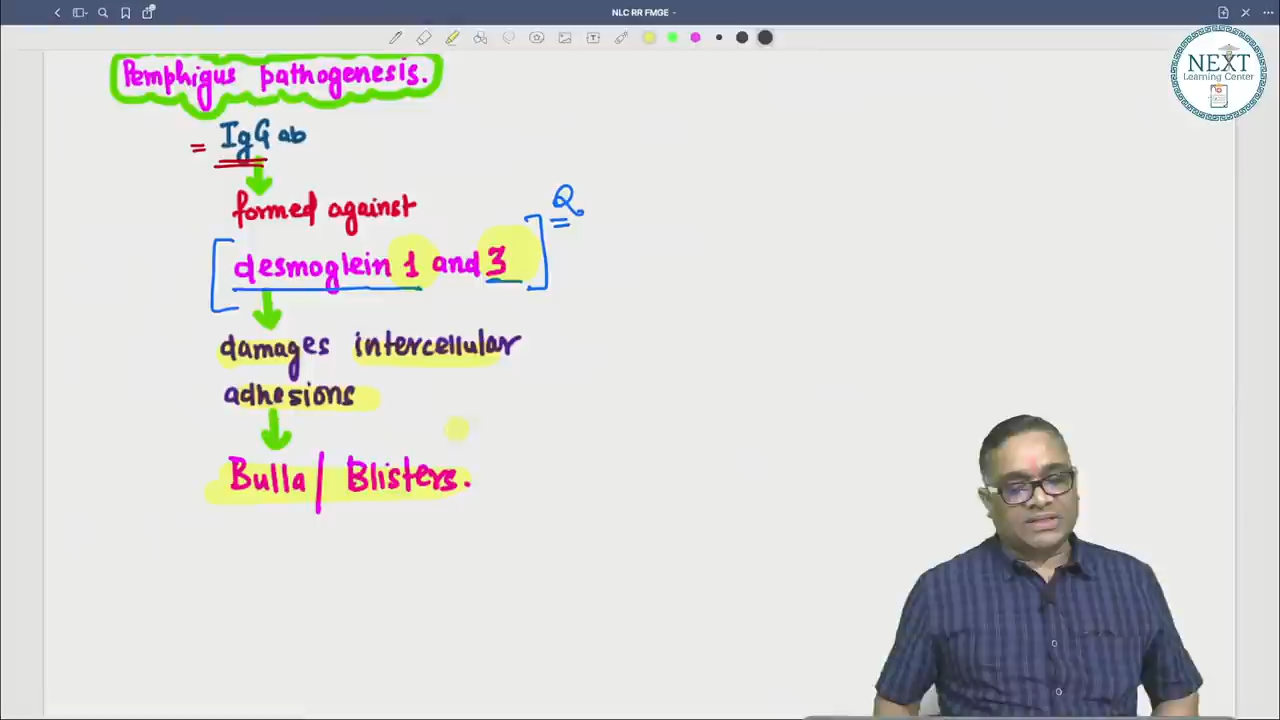 NLC RR FMGE
NEXT
Learning Center
Pemphigus pathogenesis.
= IgG ab
formed against
[desmoglein 1 and 3] Q
damages intercellular
adhesions
Bulla / Blisters.